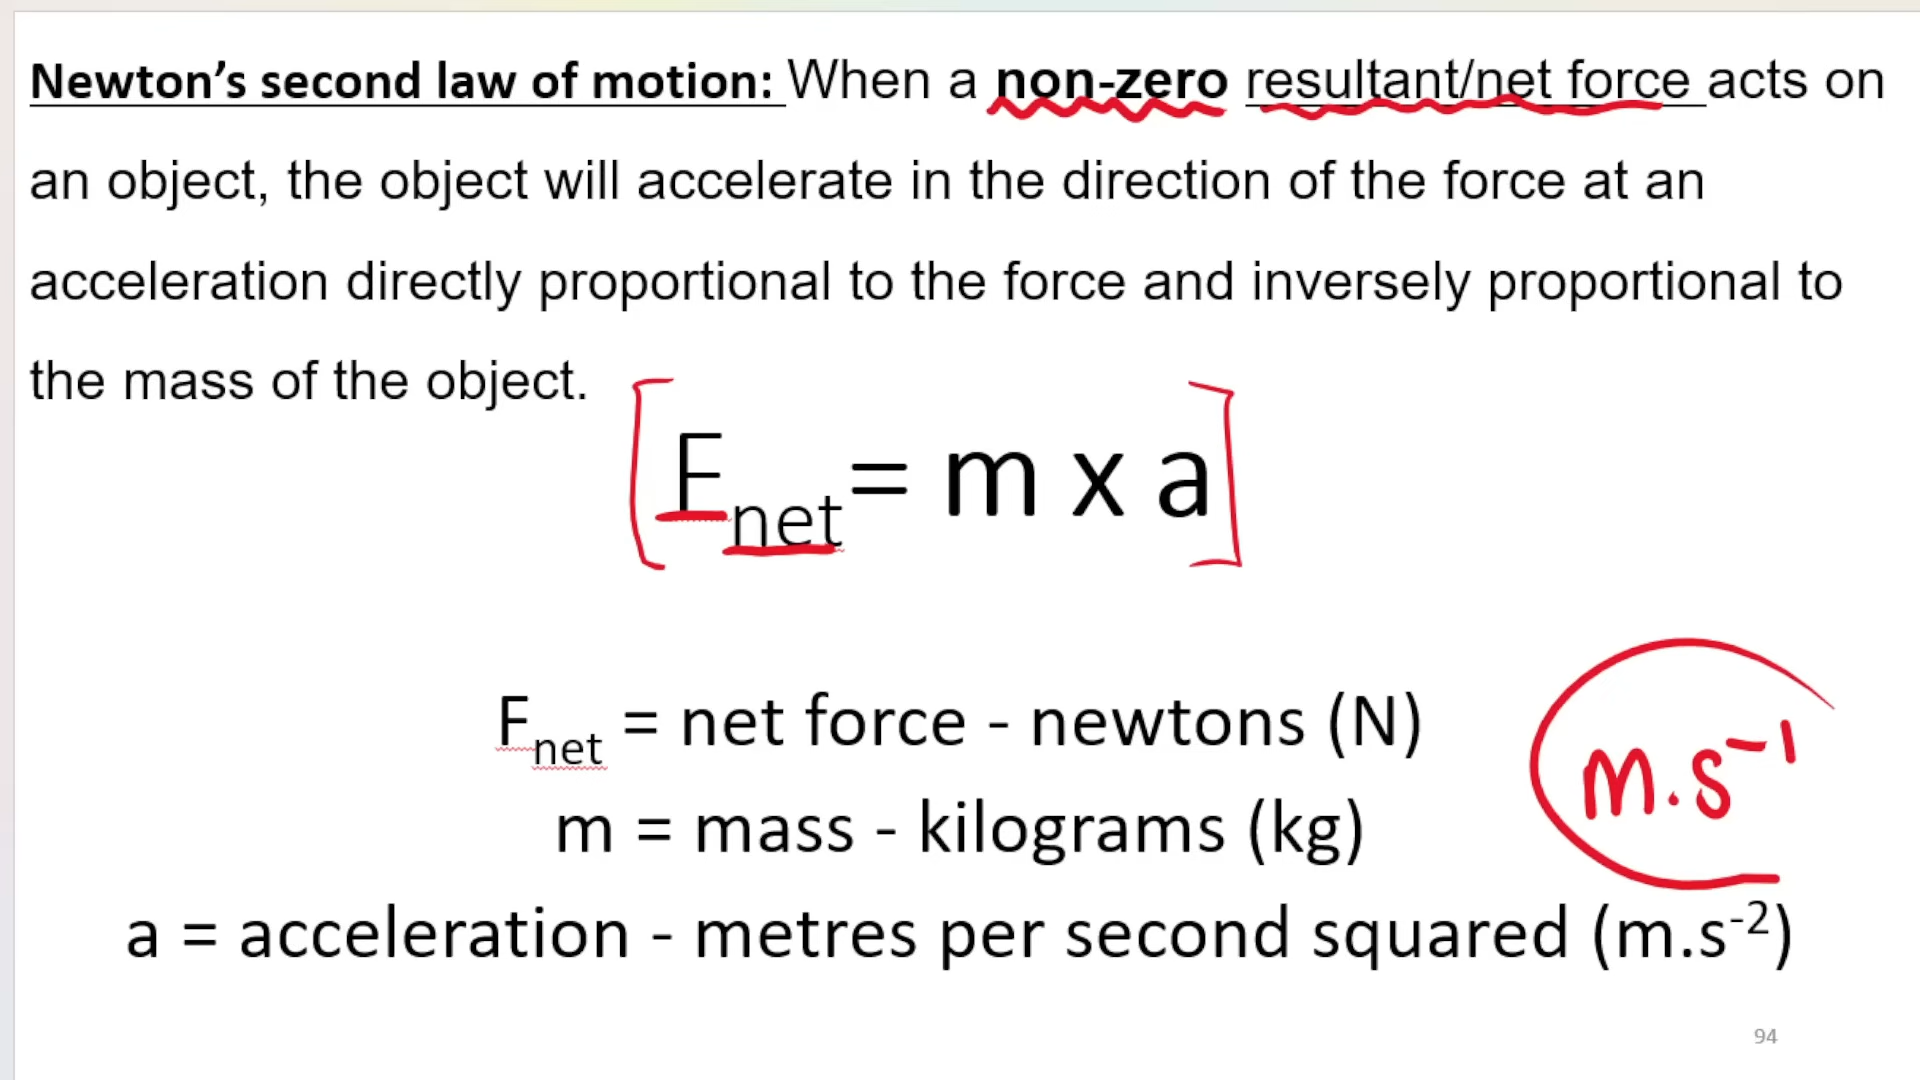 Newton’s second law of motion: When a non-zero resultant/net force acts on
an object, the object will accelerate in the direction of the force at an
acceleration directly proportional to the force and inversely proportional to
the mass of the object.
[Fnet = m x a]
Fnet = net force - newtons (N)
m.s⁻¹
m = mass - kilograms (kg)
a = acceleration - metres per second squared (m.s⁻²)
94